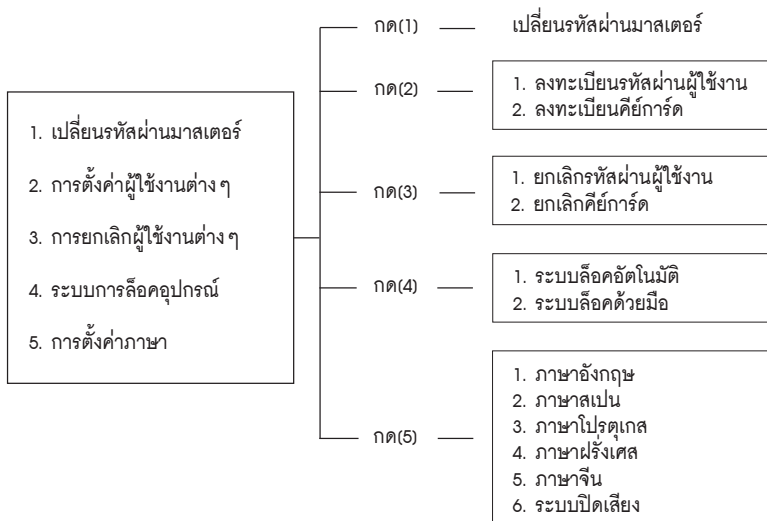 1. เปลี่ยนรหัสผ่านมาสเตอร์
2. การตั้งค่าผู้ใช้งานต่าง ๆ
3. การยกเลิกผู้ใช้งานต่าง ๆ
4. ระบบการล็อคอุปกรณ์
5. การตั้งค่าภาษา
กด(1) เปลี่ยนรหัสผ่านมาสเตอร์
กด(2)
1. ลงทะเบียนรหัสผ่านผู้ใช้งาน
2. ลงทะเบียนคีย์การ์ด
กด(3)
1. ยกเลิกรหัสผ่านผู้ใช้งาน
2. ยกเลิกคีย์การ์ด
กด(4)
1. ระบบล็อคอัตโนมัติ
2. ระบบล็อคด้วยมือ
กด(5)
1. ภาษาอังกฤษ
2. ภาษาสเปน
3. ภาษาโปรตุเกส
4. ภาษาฝรั่งเศส
5. ภาษาจีน
6. ระบบปิดเสียง